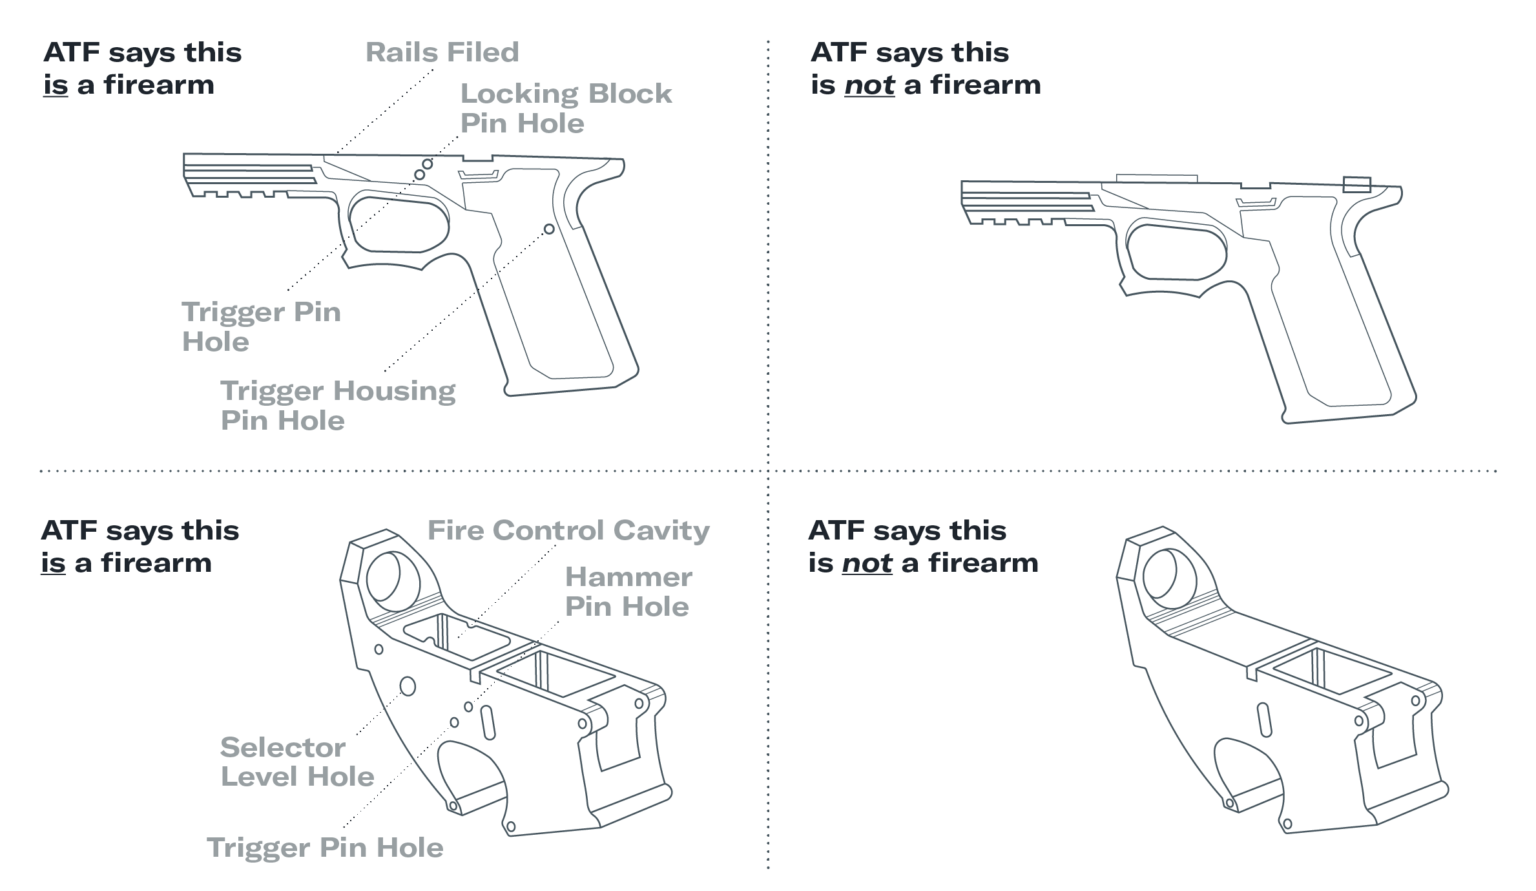 ATF says this
is a firearm
Rails Filed
Locking Block
Pin Hole
Trigger Pin
Hole
Trigger Housing
Pin Hole
ATF says this
is not a firearm
ATF says this
is a firearm
Fire Control Cavity
Hammer
Pin Hole
Selector
Level Hole
Trigger Pin Hole
ATF says this
is not a firearm